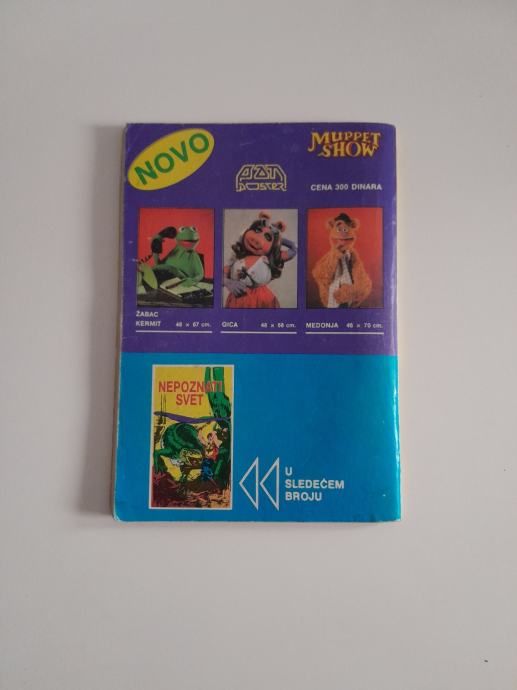 NOVO
MUPPET
SHOW
POSTER
CENA 300 DINARA
ŽABAC
KERMIT 48 × 67 cm.
GICA 48 × 68 cm.
MEDONJA 48 × 70 cm.
NEPOZNATI
SVET
U
SLEDEĆEM
BROJU